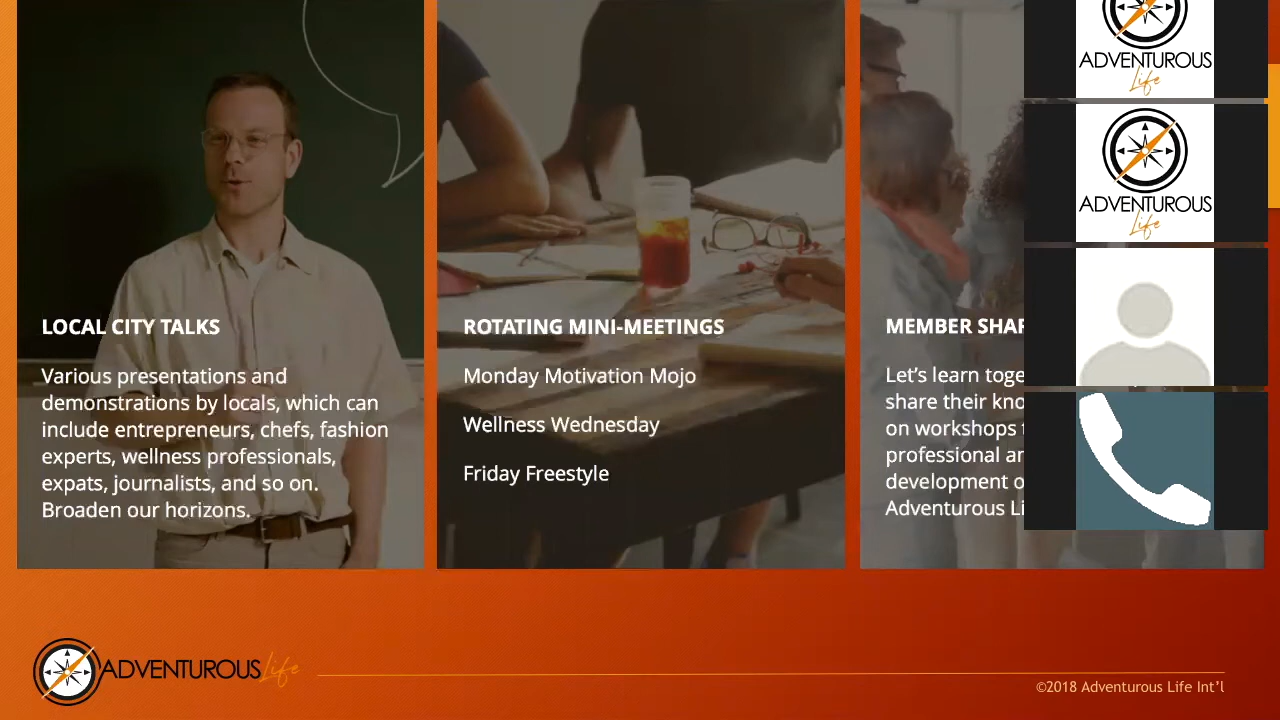 LOCAL CITY TALKS
Various presentations and
demonstrations by locals, which can
include entrepreneurs, chefs, fashion
experts, wellness professionals,
expats, journalists, and so on.
Broaden our horizons.
ROTATING MINI-MEETINGS
Monday Motivation Mojo
Wellness Wednesday
Friday Freestyle
MEMBER SHAR
Let's learn toge
share their kno
on workshops
professional an
development o
Adventurous Li
ADVENTUROUS
Life
ADVENTUROUS
Life
ADVENTUROUS Life
©2018 Adventurous Life Int'l